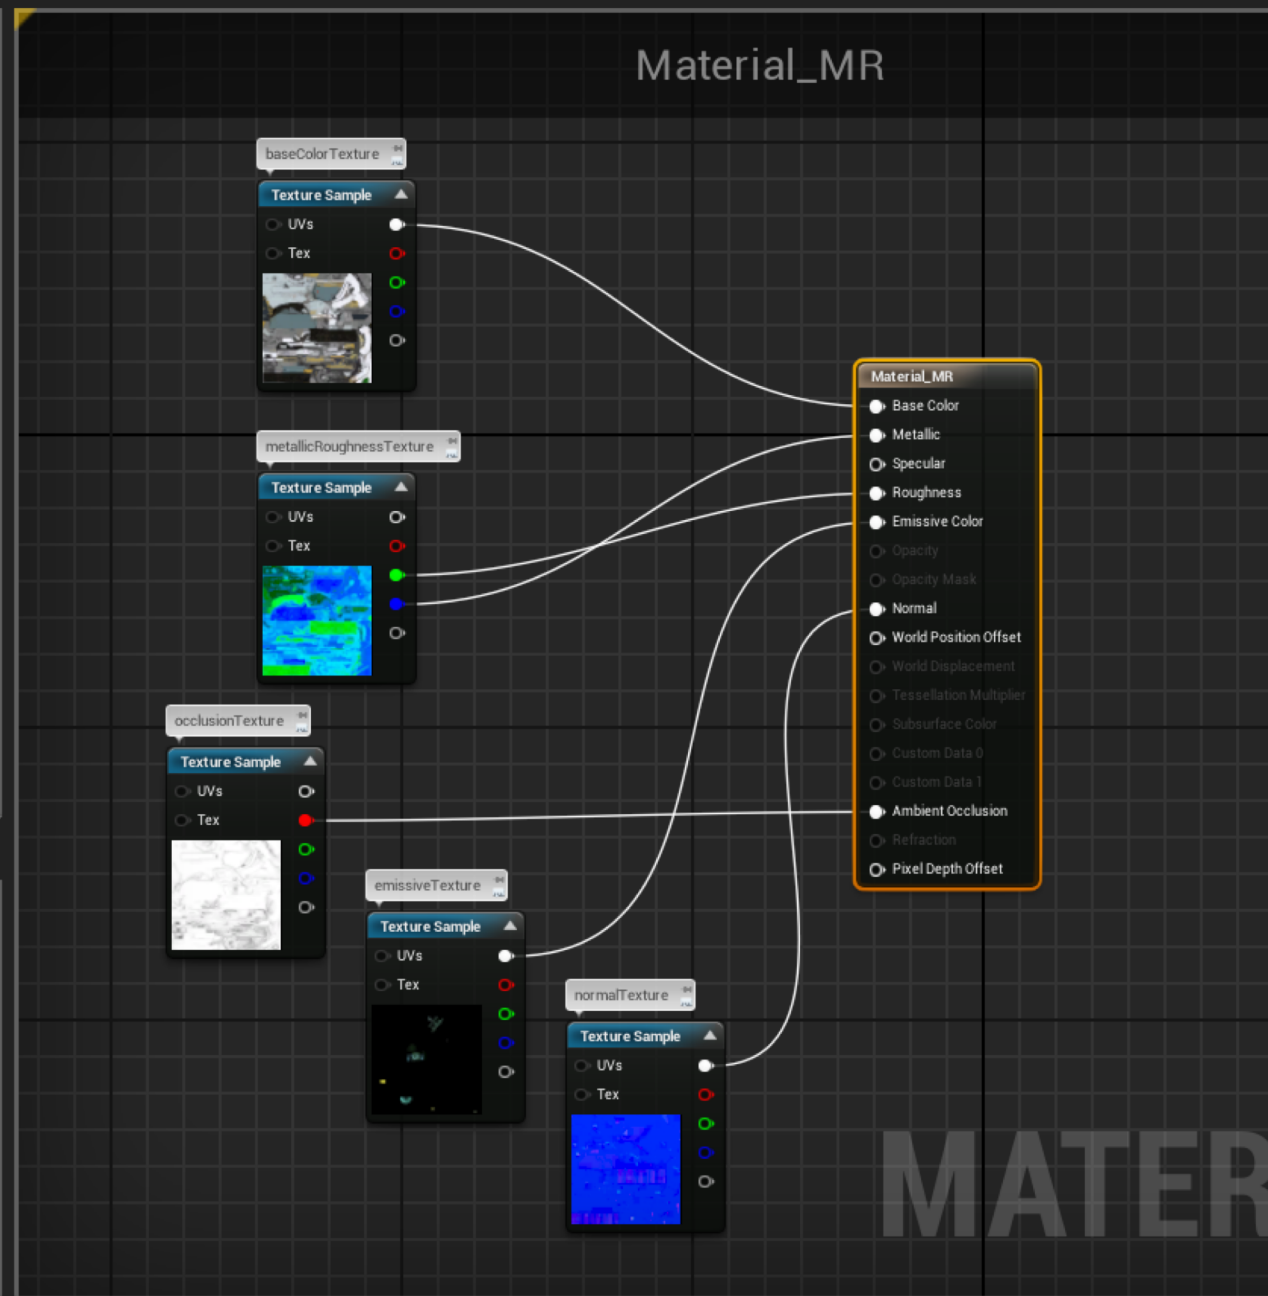 Material_MR
baseColorTexture
Texture Sample
UVs
Tex
metallicRoughnessTexture
Texture Sample
UVs
Tex
occlusionTexture
Texture Sample
UVs
Tex
emissiveTexture
Texture Sample
UVs
Tex
normalTexture
Texture Sample
UVs
Tex
Material_MR
Base Color
Metallic
Specular
Roughness
Emissive Color
Opacity
Opacity Mask
Normal
World Position Offset
World Displacement
Tessellation Multiplier
Subsurface Color
Custom Data 0
Custom Data 1
Ambient Occlusion
Refraction
Pixel Depth Offset
MATER